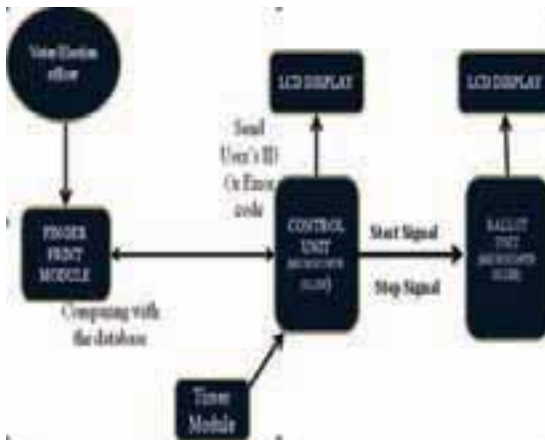 Voter/Election
officer
LCD DISPLAY
LCD DISPLAY
Send
User's ID
Or Error
code
FINGER
PRINT
MODULE
CONTROL
UNIT
Start Signal
Stop Signal
BALLOT
UNIT
Comparing with
the database
Timer
Module